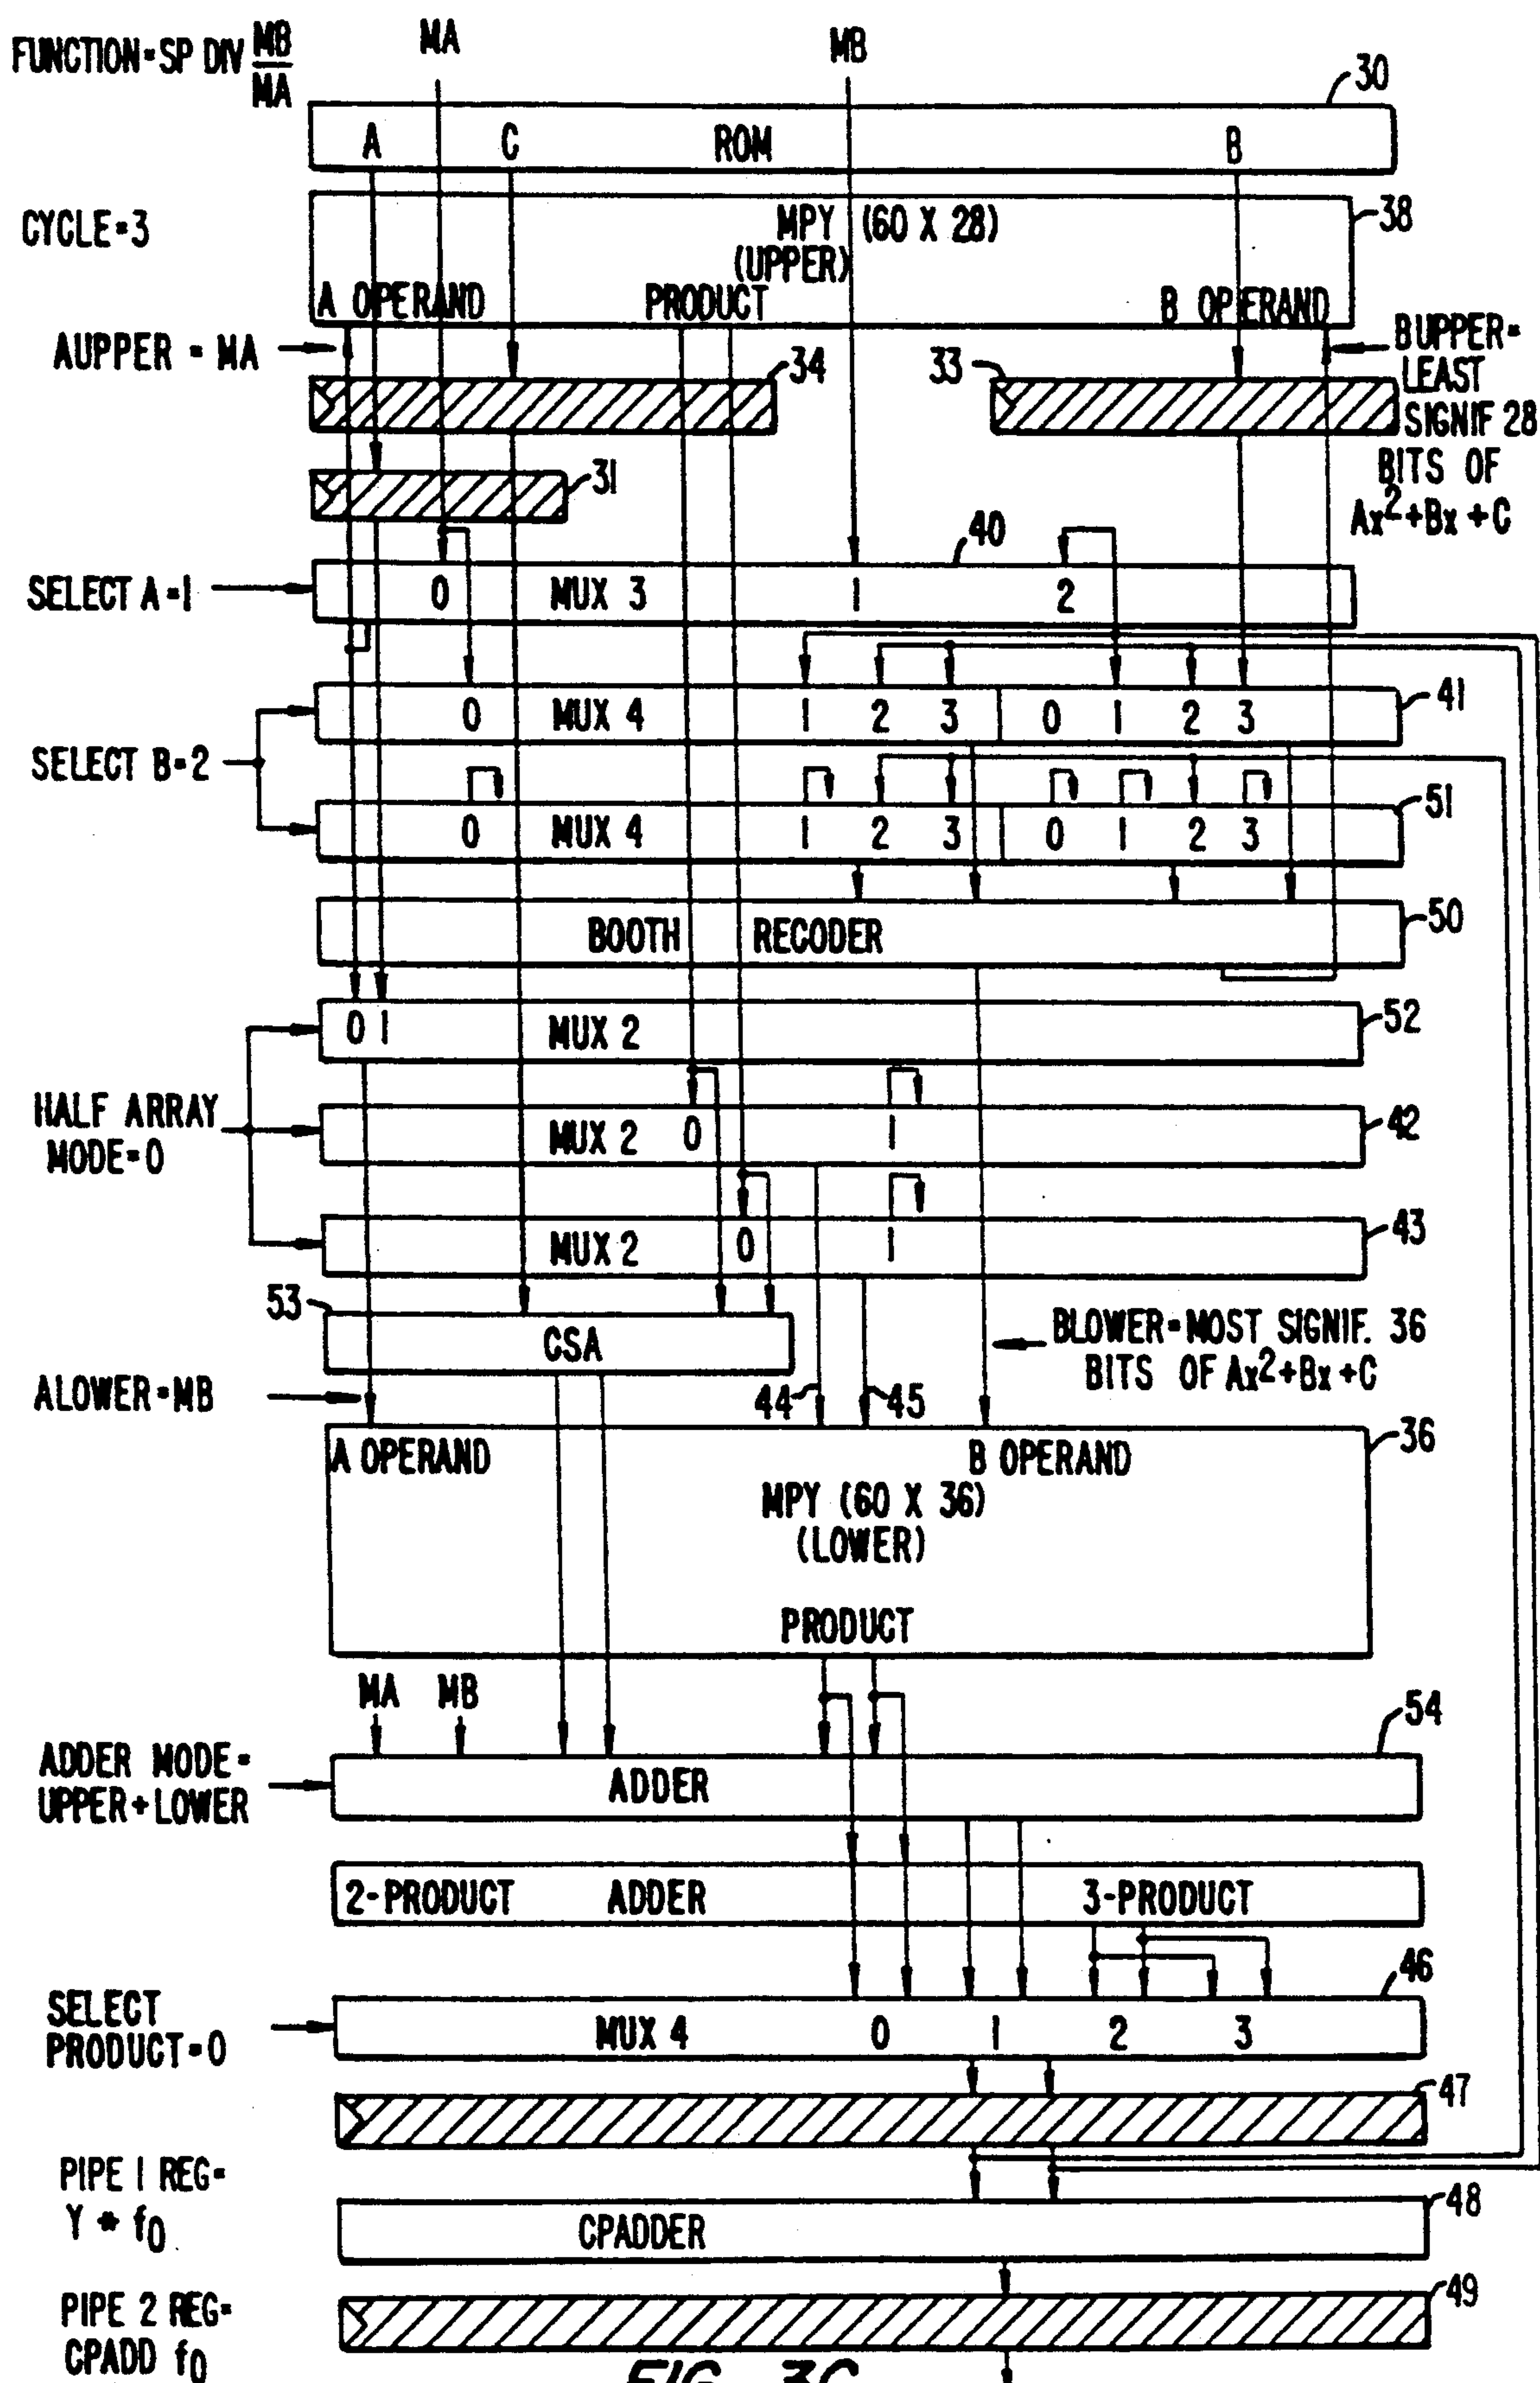 FUNCTION=SP DIV MB/MA
MA
MB
30
A
C
ROM
B
CYCLE=3
MPY (60 X 28)
(UPPER)
38
A OPERAND
PRODUCT
B OPERAND
AUPPER = MA
BUPPER=
LEAST
SIGNIF 28
BITS OF
Ax²+Bx+C
34
33
31
40
SELECT A=1
0 MUX 3 1 2
0 MUX 4 1 2 3 0 1 2 3
41
SELECT B=2
0 MUX 4 1 2 3 0 1 2 3
51
BOOTH RECODER
50
0 1 MUX 2
52
HALF ARRAY
MODE=0
MUX 2 0 1
42
MUX 2 0 1
43
53
CSA
BLOWER=MOST SIGNIF. 36
BITS OF Ax²+Bx+C
ALOWER=MB
44
45
36
A OPERAND
B OPERAND
MPY (60 X 36)
(LOWER)
PRODUCT
MA MB
54
ADDER MODE=
UPPER+LOWER
ADDER
2-PRODUCT ADDER 3-PRODUCT
46
SELECT
PRODUCT=0
MUX 4 0 1 2 3
47
PIPE 1 REG=
Y * f₀
48
CPADDER
PIPE 2 REG=
CPADD f₀
49
FIG. 3C